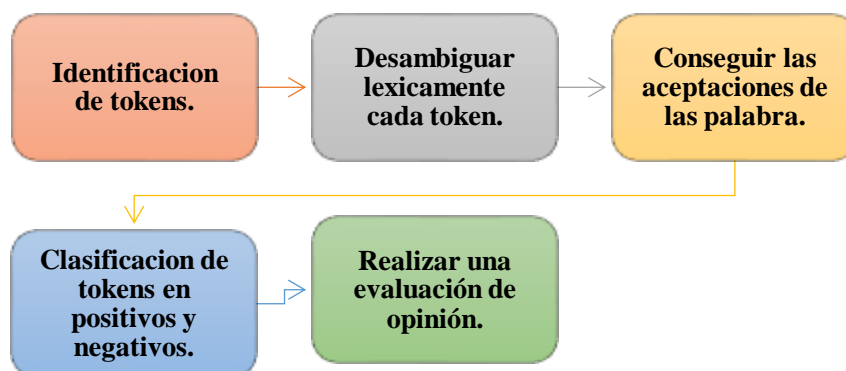 Identificacion
de tokens.
Desambiguar
lexicamente
cada token.
Conseguir las
aceptaciones de
las palabra.
Clasificacion de
tokens en
positivos y
negativos.
Realizar una
evaluación de
opinión.